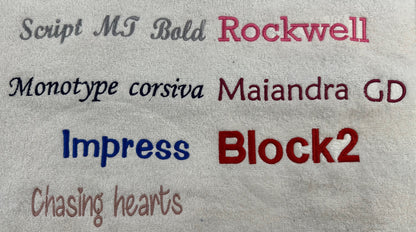 Script MT Bold Rockwell
Monotype corsiva Maiandra GD
Impress Block2
Chasing hearts